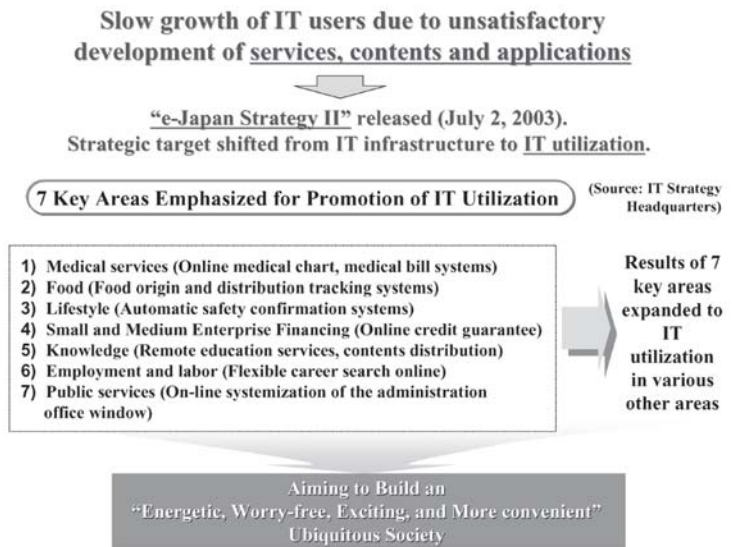 Slow growth of IT users due to unsatisfactory
development of services, contents and applications
“e-Japan Strategy II” released (July 2, 2003).
Strategic target shifted from IT infrastructure to IT utilization.
7 Key Areas Emphasized for Promotion of IT Utilization
(Source: IT Strategy
Headquarters)
1) Medical services (Online medical chart, medical bill systems)
2) Food (Food origin and distribution tracking systems)
3) Lifestyle (Automatic safety confirmation systems)
4) Small and Medium Enterprise Financing (Online credit guarantee)
5) Knowledge (Remote education services, contents distribution)
6) Employment and labor (Flexible career search online)
7) Public services (On-line systemization of the administration
office window)
Results of 7
key areas
expanded to
IT
utilization
in various
other areas
Aiming to Build an
“Energetic, Worry-free, Exciting, and More convenient”
Ubiquitous Society